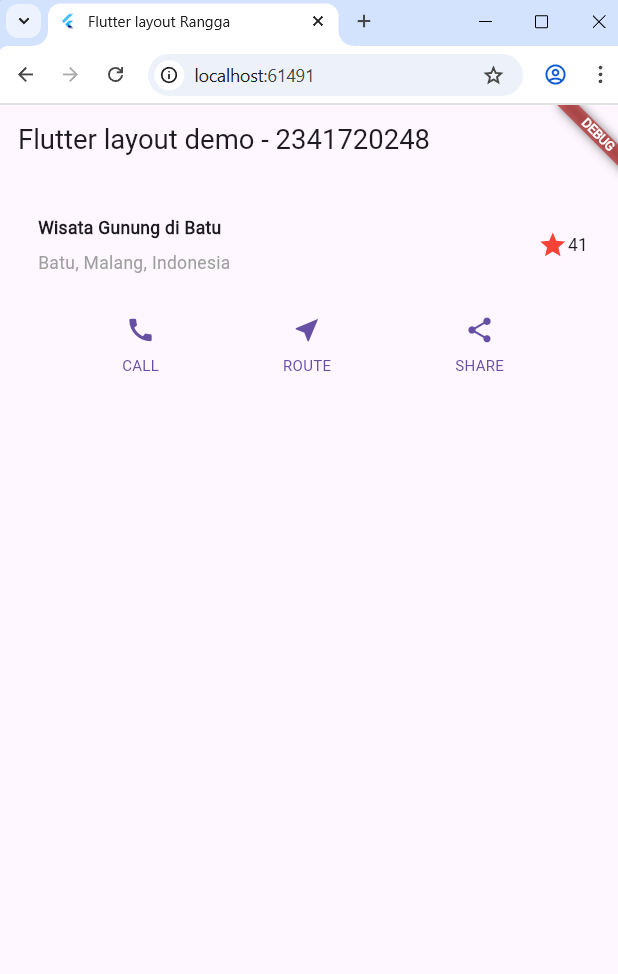 Flutter layout Rangga
localhost:61491
Flutter layout demo - 2341720248
DEBUG
Wisata Gunung di Batu
Batu, Malang, Indonesia
41
CALL ROUTE SHARE